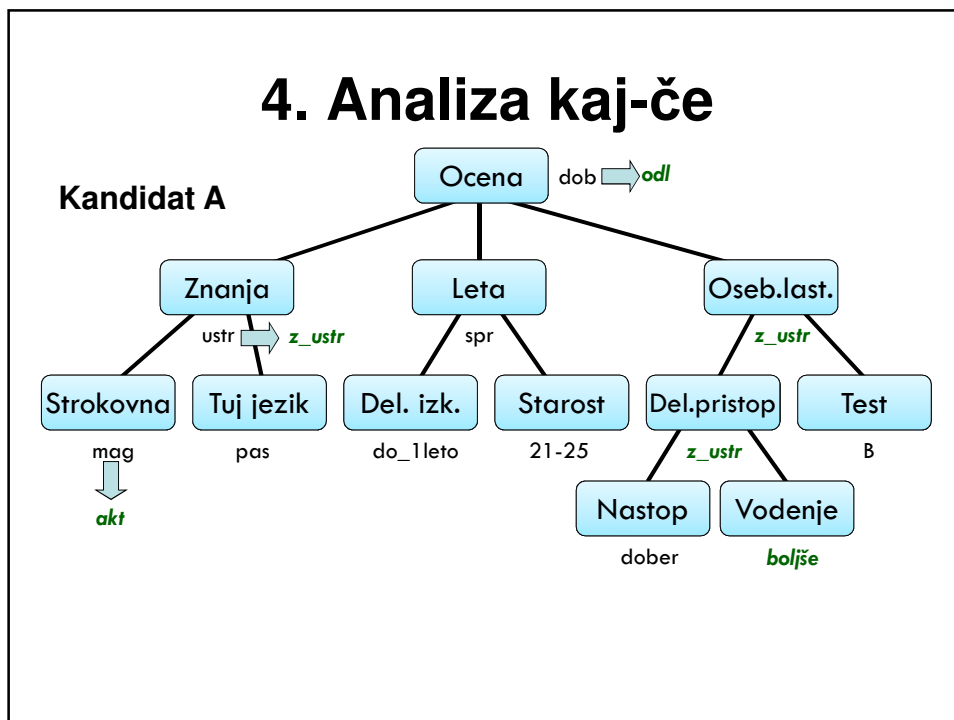 4. Analiza kaj-če
Kandidat A
Ocena
dob
odl
Znanja
Leta
Oseb.last.
ustr
z_ustr
spr
z_ustr
Strokovna
Tuj jezik
Del. izk.
Starost
Del.pristop
Test
mag
pas
do_1leto
21-25
z_ustr
B
akt
Nastop
Vodenje
dober
boljše